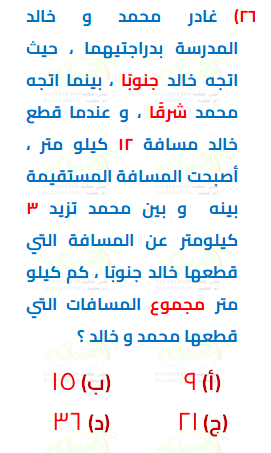 (٢٦ غادر محمد و خالد
المدرسة بدراجتيهما ، حيث
اتجه خالد جنوبًا ، بينما اتجه
محمد شرقًا ، و عندما قطع
خالد مسافة ١٢ كيلو متر ،
أصبحت المسافة المستقيمة
بينه و بين محمد تزيد ٣
كيلومتر عن المسافة التي
قطعها خالد جنوبًا ، كم كيلو
متر مجموع المسافات التي
قطعها محمد و خالد ؟
(أ) ٩ (ب) ١٥
(ج) ٢١ (د) ٣٦